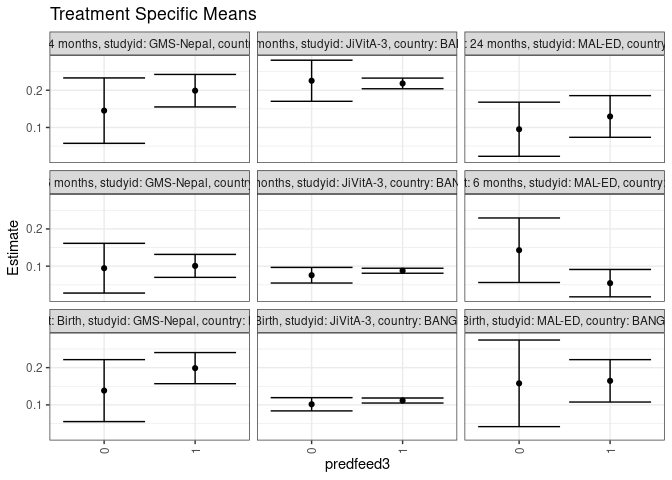 Treatment Specific Means
4 months, studyid: GMS-Nepal, count
months, studyid: JiVitA-3, country: BA
: 24 months, studyid: MAL-ED, country
months, studyid: GMS-Nepal, country
months, studyid: JiVitA-3, country: BAN
t: 6 months, studyid: MAL-ED, country:
t: Birth, studyid: GMS-Nepal, country:
Birth, studyid: JiVitA-3, country: BANG
Birth, studyid: MAL-ED, country: BANG
0.2
0.1
0.2
0.1
0.2
0.1
Estimate
0 1 0 1 0 1
predfeed3